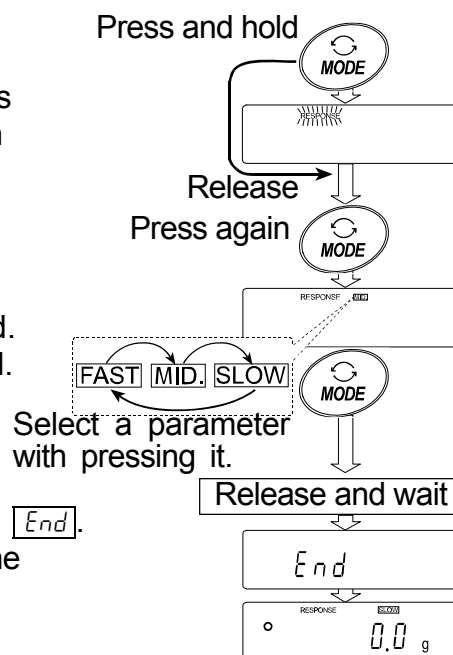 Press and hold
MODE
s
RESPONSE
Release
Press again
MODE
RESPONSE MID.
d.
d.
FAST MID. SLOW
MODE
Select a parameter
with pressing it.
Release and wait
End.
End
RESPONSE SLOW
0.0 g